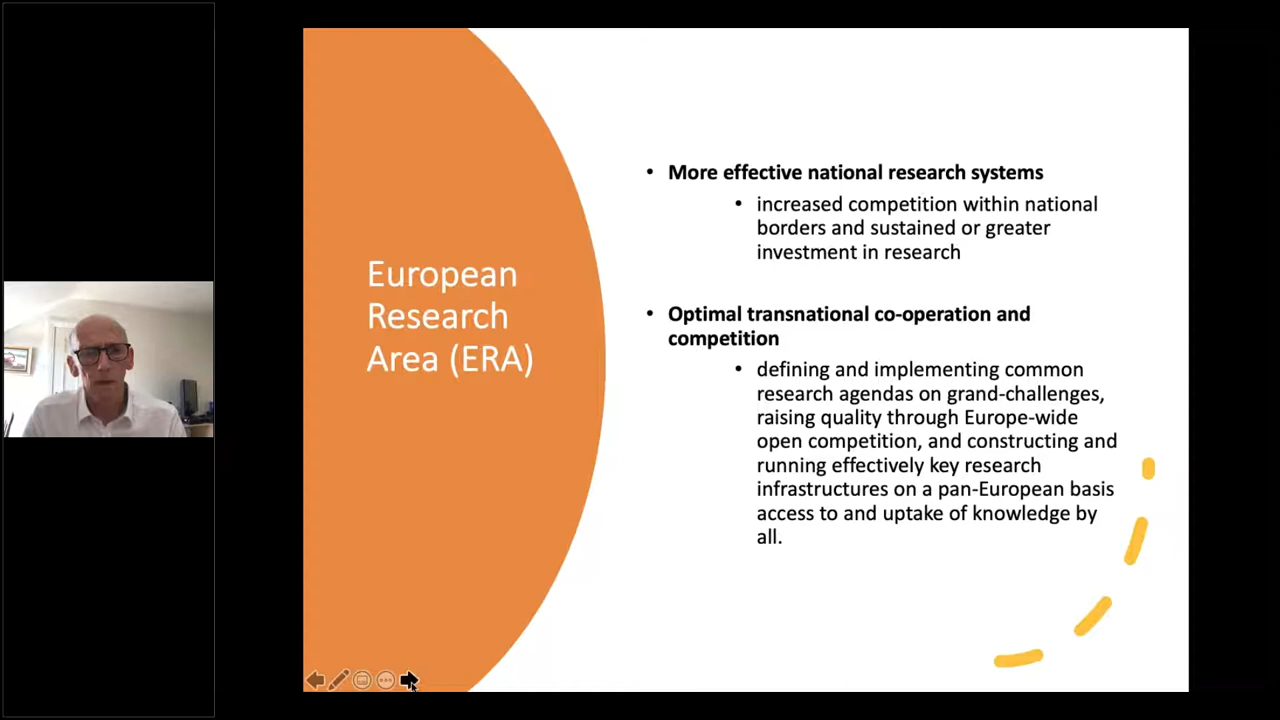 European
Research
Area (ERA)
• More effective national research systems
• increased competition within national
borders and sustained or greater
investment in research
• Optimal transnational co-operation and
competition
• defining and implementing common
research agendas on grand-challenges,
raising quality through Europe-wide
open competition, and constructing and
running effectively key research
infrastructures on a pan-European basis
access to and uptake of knowledge by
all.